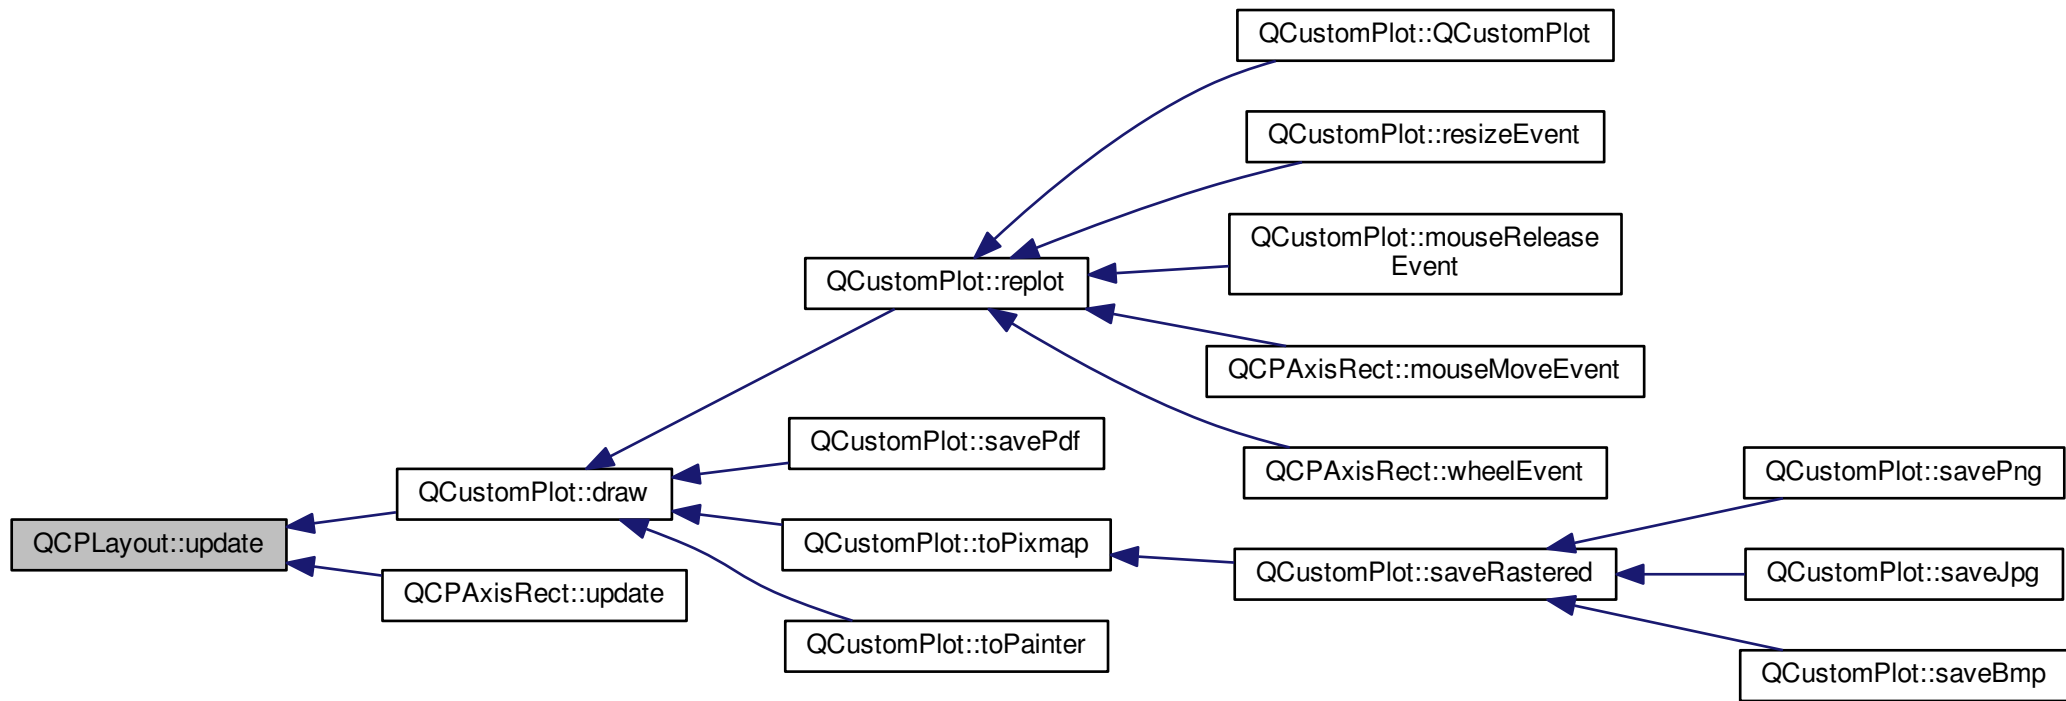 QCustomPlot::QCustomPlot
QCustomPlot::resizeEvent
QCustomPlot::mouseRelease
Event
QCustomPlot::replot
QCPAxisRect::mouseMoveEvent
QCustomPlot::savePdf
QCPAxisRect::wheelEvent
QCustomPlot::savePng
QCustomPlot::draw
QCPLayout::update
QCustomPlot::toPixmap
QCustomPlot::saveRastered
QCustomPlot::saveJpg
QCPAxisRect::update
QCustomPlot::toPainter
QCustomPlot::saveBmp